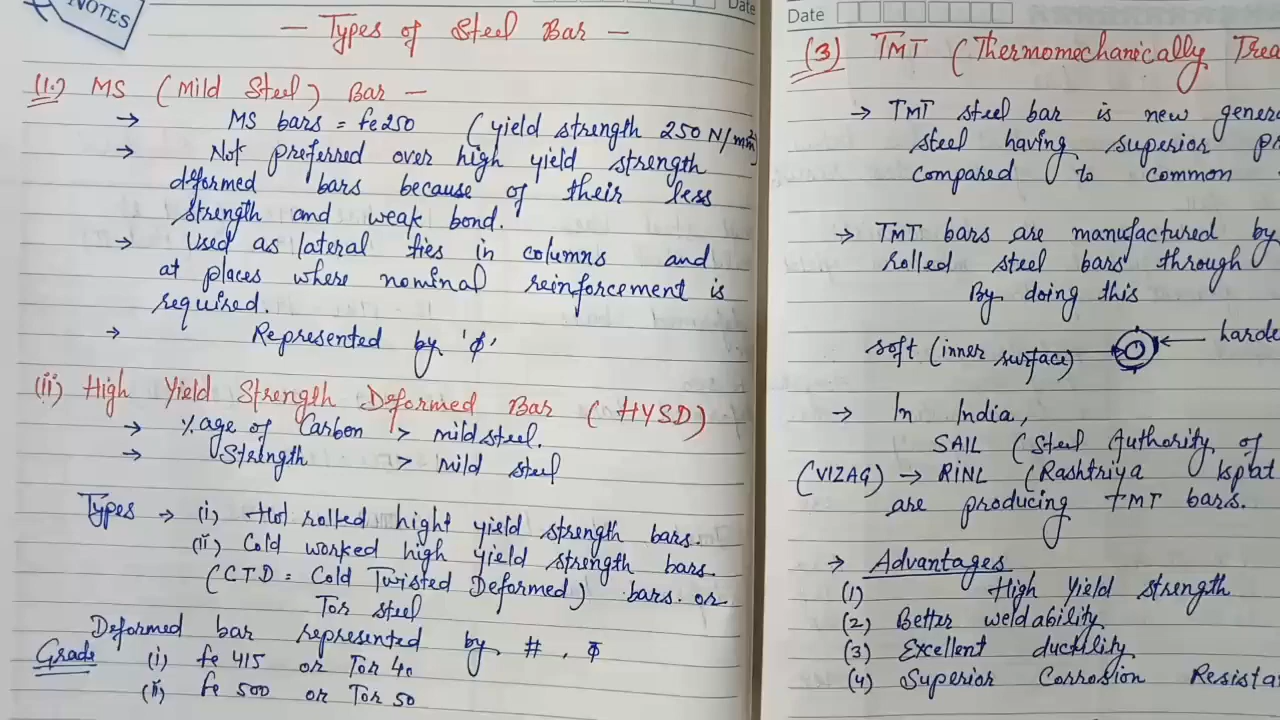 NOTES
Date
— Types of Steel Bar —
(1.) MS (Mild Steel) Bar —
→ MS bars = fe250 (yield strength 250 N/mm²)
→ Not preferred over high yield strength
deformed bars because of their less
strength and weak bond.
→ Used as lateral ties in columns and
at places where nominal reinforcement is
required.
→ Represented by 'ϕ'
(ii) High Yield Strength Deformed Bar (HYSD)
→ %age of Carbon > mild steel.
→ Strength > mild steel
Types → (i) Hot rolled hight yield strength bars.
(ii) Cold worked high yield strength bars.
(CTD = Cold Twisted Deformed) bars. or
Tor steel
Deformed bar represented by #,
Grade (i) fe 415 or Tor 40
(ii) fe 500 or Tor 50
Date
(3) TMT (Thermomechanically Trea
→ TMT steel bar is new gener
steel having superior pr
compared to common
→ TMT bars are manufactured by
rolled steel bars through
By doing this
soft (inner surface) harde
→ In India,
SAIL (Steel Authority of
(VIZAG) → RINL (Rashtriya Ispat
are producing TMT bars.
→ Advantages
(1) High Yield strength
(2) Better weldability.
(3) Excellent ductility.
(4) Superior Corrosion Resista